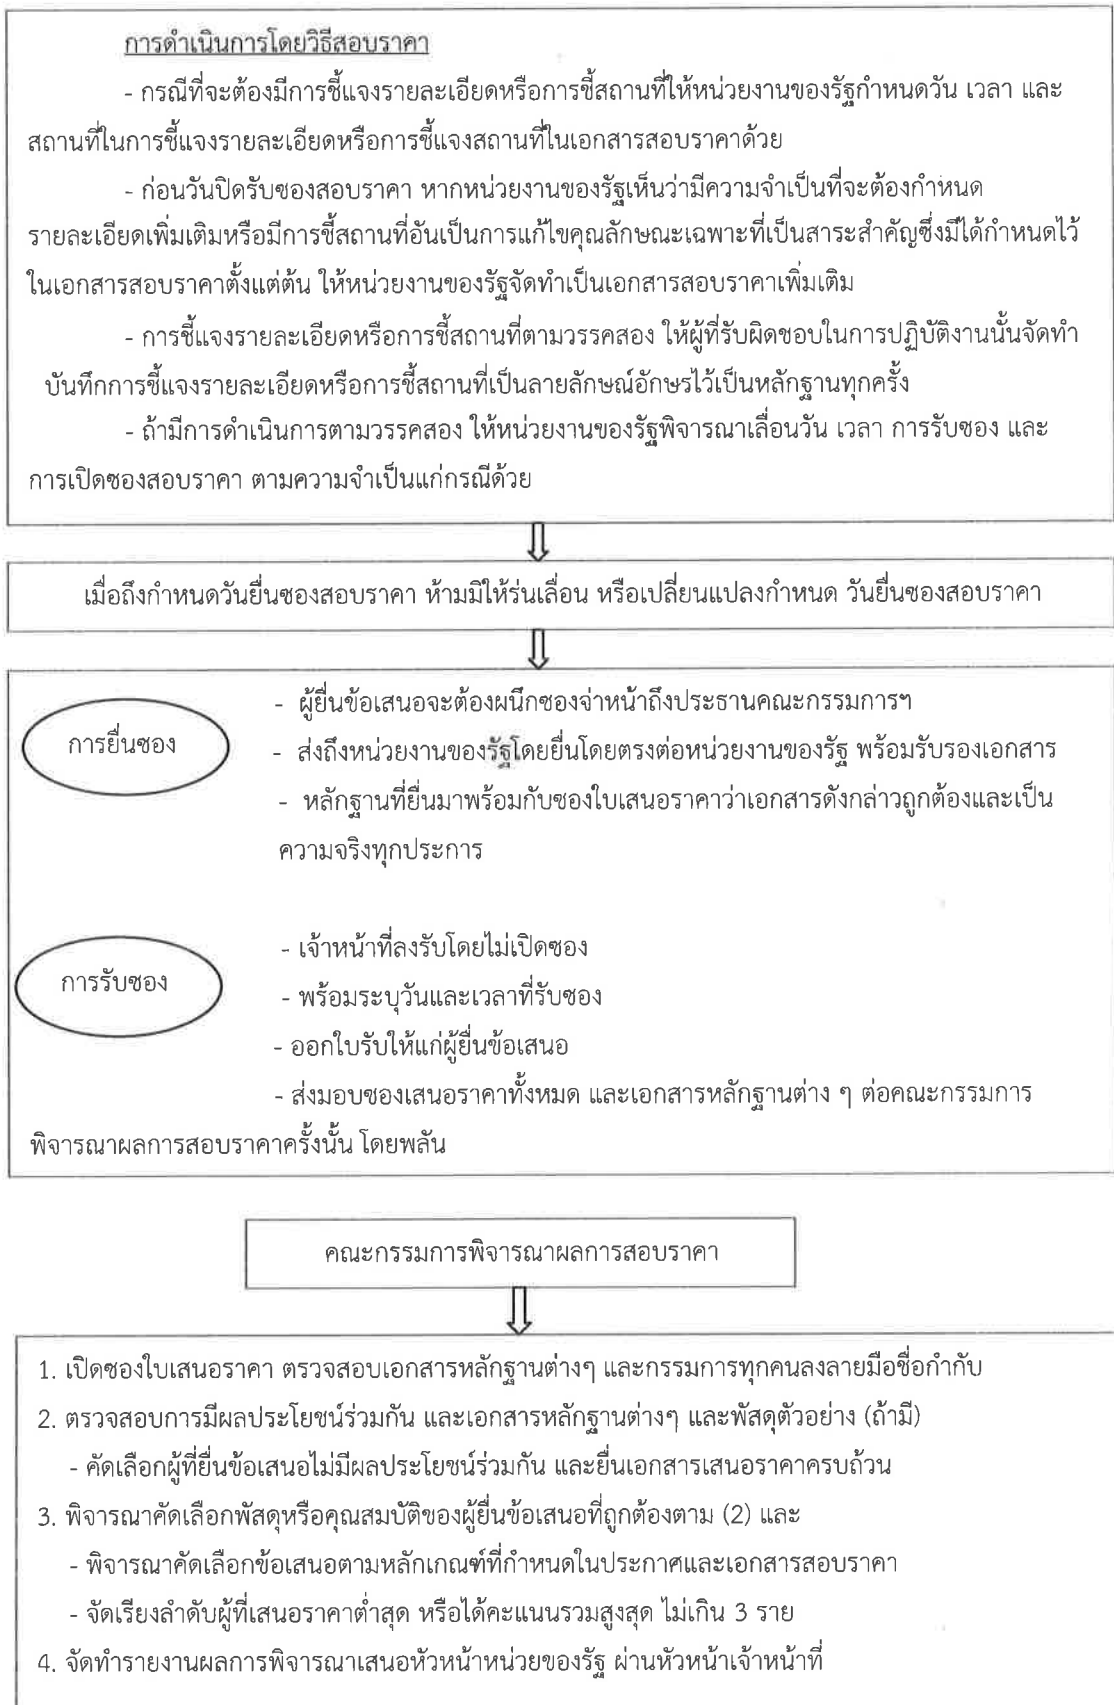 การดำเนินการโดยวิธีสอบราคา
- กรณีที่จะต้องมีการชี้แจงรายละเอียดหรือการชี้สถานที่ให้หน่วยงานของรัฐกำหนดวัน เวลา และ
สถานที่ในการชี้แจงรายละเอียดหรือการชี้แจงสถานที่ในเอกสารสอบราคาด้วย
- ก่อนวันปิดรับซองสอบราคา หากหน่วยงานของรัฐเห็นว่ามีความจำเป็นที่จะต้องกำหนด
รายละเอียดเพิ่มเติมหรือมีการชี้สถานที่อันเป็นการแก้ไขคุณลักษณะเฉพาะที่เป็นสาระสำคัญซึ่งมิได้กำหนดไว้
ในเอกสารสอบราคาตั้งแต่ต้น ให้หน่วยงานของรัฐจัดทำเป็นเอกสารสอบราคาเพิ่มเติม
- การชี้แจงรายละเอียดหรือการชี้สถานที่ตามวรรคสอง ให้ผู้ที่รับผิดชอบในการปฏิบัติงานนั้นจัดทำ
บันทึกการชี้แจงรายละเอียดหรือการชี้สถานที่เป็นลายลักษณ์อักษรไว้เป็นหลักฐานทุกครั้ง
- ถ้ามีการดำเนินการตามวรรคสอง ให้หน่วยงานของรัฐพิจารณาเลื่อนวัน เวลา การรับซอง และ
การเปิดซองสอบราคา ตามความจำเป็นแก่กรณีด้วย
เมื่อถึงกำหนดวันยื่นซองสอบราคา ห้ามมิให้ร่นเลื่อน หรือเปลี่ยนแปลงกำหนด วันยื่นซองสอบราคา
การยื่นซอง
- ผู้ยื่นข้อเสนอจะต้องผนึกซองจ่าหน้าถึงประธานคณะกรรมการฯ
- ส่งถึงหน่วยงานของรัฐโดยยื่นโดยตรงต่อหน่วยงานของรัฐ พร้อมรับรองเอกสาร
- หลักฐานที่ยื่นมาพร้อมกับซองใบเสนอราคาว่าเอกสารดังกล่าวถูกต้องและเป็น
ความจริงทุกประการ
การรับซอง
- เจ้าหน้าที่ลงรับโดยไม่เปิดซอง
- พร้อมระบุวันและเวลาที่รับซอง
- ออกใบรับให้แก่ผู้ยื่นข้อเสนอ
- ส่งมอบซองเสนอราคาทั้งหมด และเอกสารหลักฐานต่าง ๆ ต่อคณะกรรมการ
พิจารณาผลการสอบราคาครั้งนั้น โดยพลัน
คณะกรรมการพิจารณาผลการสอบราคา
1. เปิดซองใบเสนอราคา ตรวจสอบเอกสารหลักฐานต่างๆ และกรรมการทุกคนลงลายมือชื่อกำกับ
2. ตรวจสอบการมีผลประโยชน์ร่วมกัน และเอกสารหลักฐานต่างๆ และพัสดุตัวอย่าง (ถ้ามี)
- คัดเลือกผู้ที่ยื่นข้อเสนอไม่มีผลประโยชน์ร่วมกัน และยื่นเอกสารเสนอราคาครบถ้วน
3. พิจารณาคัดเลือกพัสดุหรือคุณสมบัติของผู้ยื่นข้อเสนอที่ถูกต้องตาม (2) และ
- พิจารณาคัดเลือกข้อเสนอตามหลักเกณฑ์ที่กำหนดในประกาศและเอกสารสอบราคา
- จัดเรียงลำดับผู้ที่เสนอราคาต่ำสุด หรือได้คะแนนรวมสูงสุด ไม่เกิน 3 ราย
4. จัดทำรายงานผลการพิจารณาเสนอหัวหน้าหน่วยของรัฐ ผ่านหัวหน้าเจ้าหน้าที่